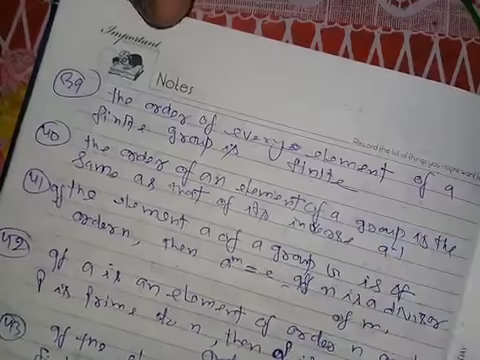 Important
Notes
Record the list of things you might want
39 The order of every element of a
finite group is finite
40 The order of an element of a group is the
same as that of its inverse a-1
41 If the element a of a group G is of
order n, then a^m = e iff n is a divisor
of m.
42 If a is an element of order n and
p is prime to n, then a
43 If the